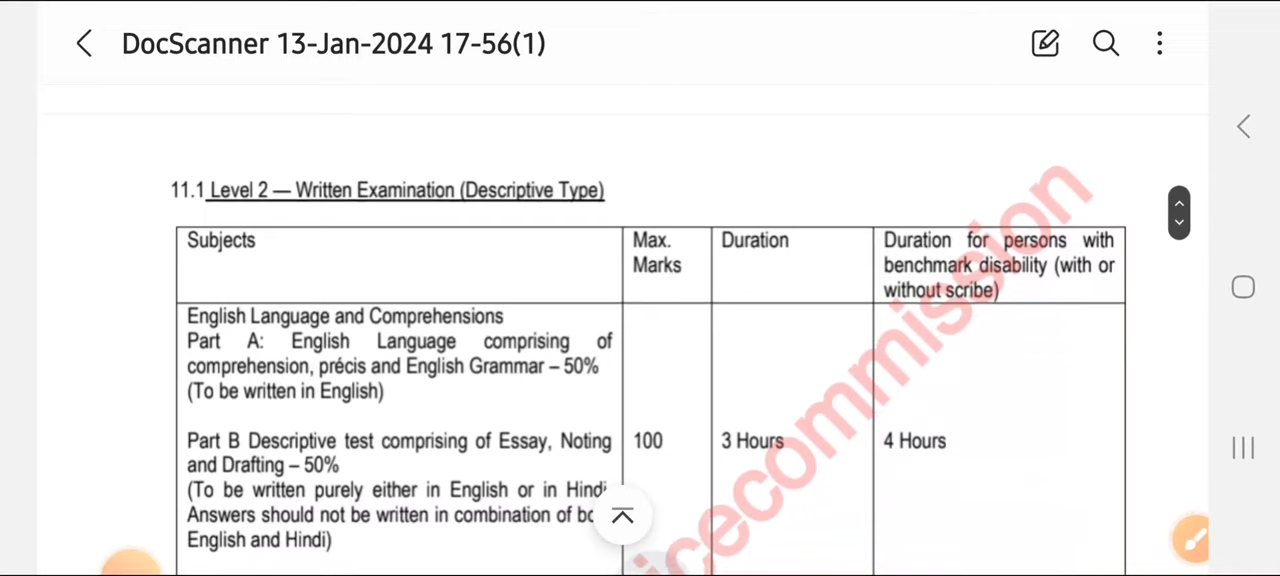 DocScanner 13-Jan-2024 17-56(1)
11.1 Level 2 — Written Examination (Descriptive Type)
Subjects
Max.
Marks
Duration
Duration for persons with
benchmark disability (with or
without scribe)
English Language and Comprehensions
Part A: English Language comprising of
comprehension, précis and English Grammar – 50%
(To be written in English)
Part B Descriptive test comprising of Essay, Noting
and Drafting – 50%
(To be written purely either in English or in Hindi
Answers should not be written in combination of
English and Hindi)
100
3 Hours
4 Hours
icecommission